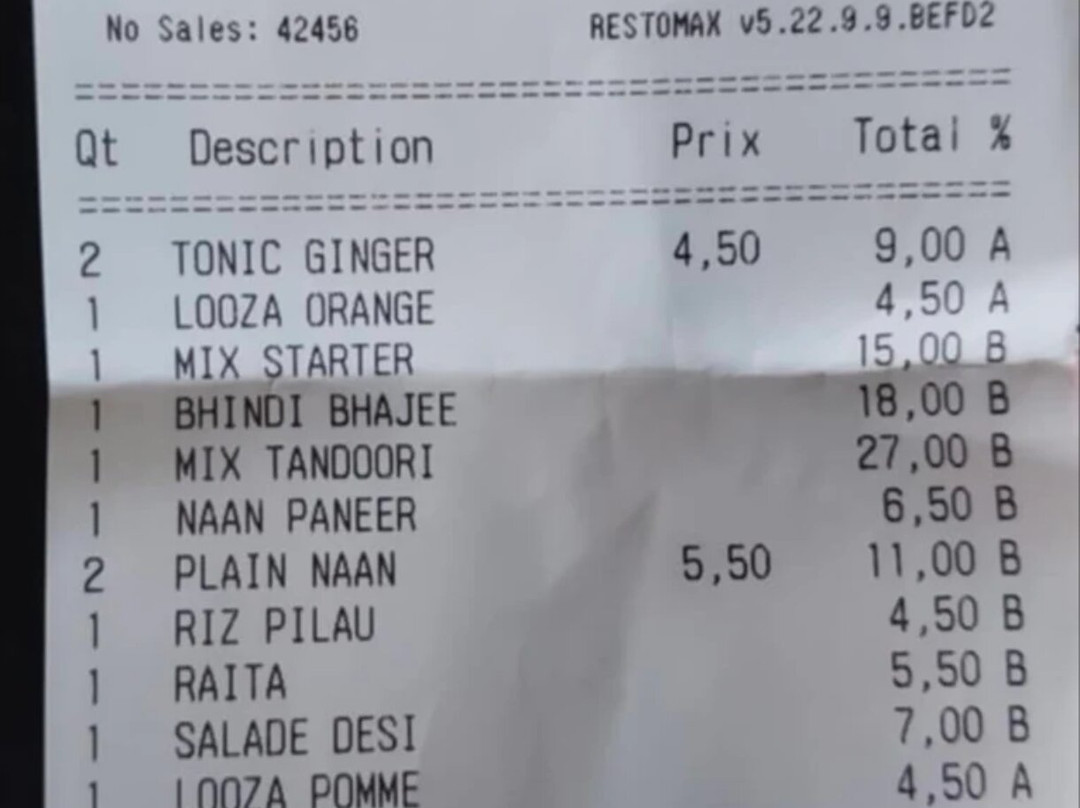 No Sales: 42456 RESTOMAX v5.22.9.9.BEFD2
==========================================
Qt Description Prix Total %
==========================================
2 TONIC GINGER 4,50 9,00 A
1 LOOZA ORANGE 4,50 A
1 MIX STARTER 15,00 B
1 BHINDI BHAJEE 18,00 B
1 MIX TANDOORI 27,00 B
1 NAAN PANEER 6,50 B
2 PLAIN NAAN 5,50 11,00 B
1 RIZ PILAU 4,50 B
1 RAITA 5,50 B
1 SALADE DESI 7,00 B
1 LOOZA POMME 4,50 A